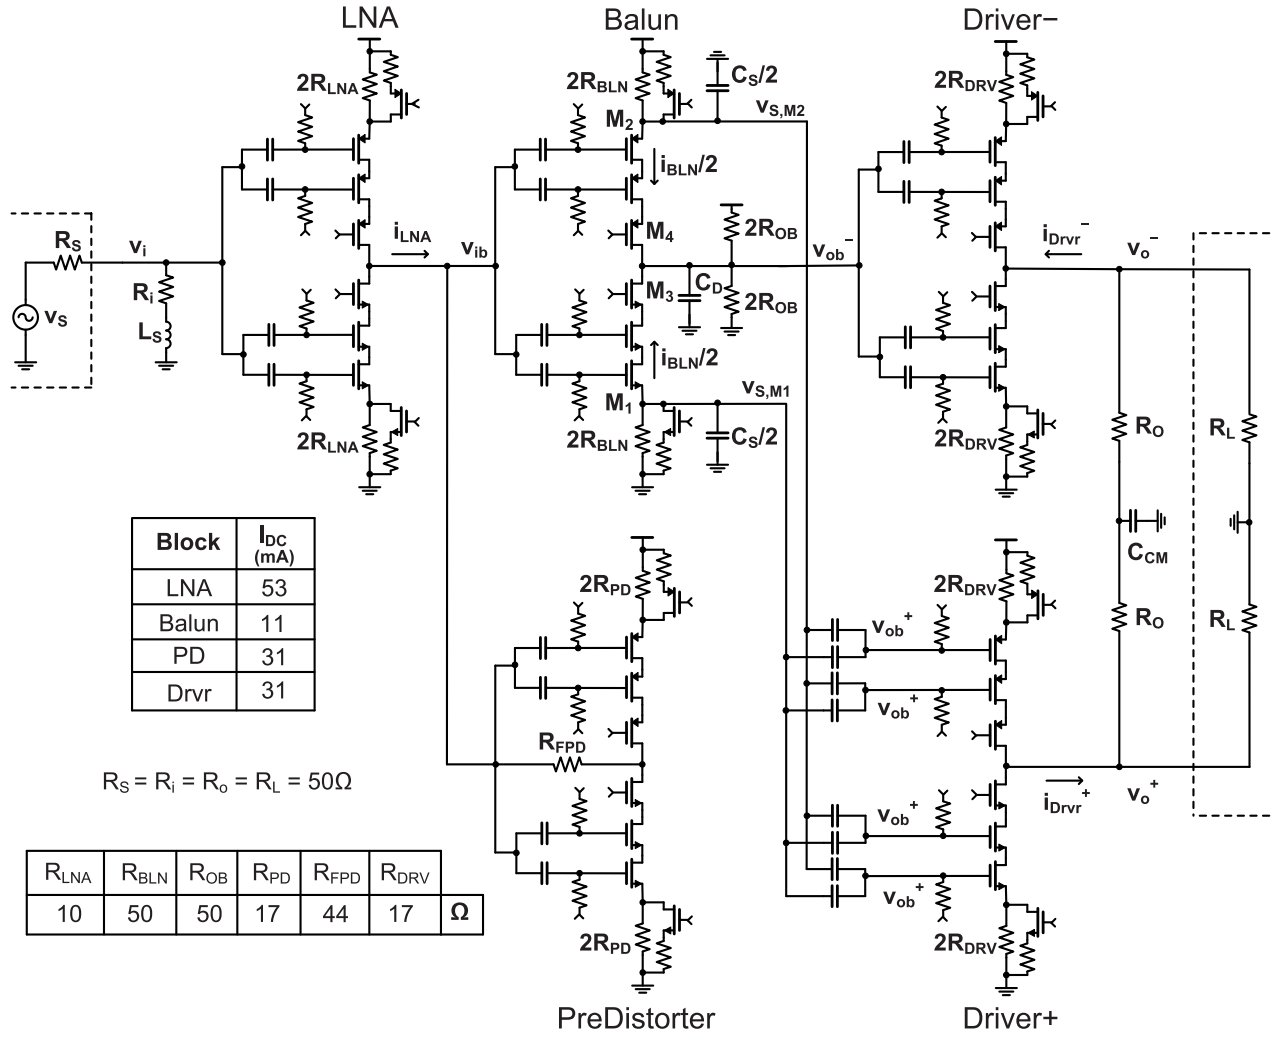 LNA
Balun
Driver−
2R_LNA
2R_BLN
C_S/2
2R_DRV
v_S,M2
M_2
i_BLN/2
R_S
v_i
i_LNA
v_ib
M_4
2R_OB
v_ob^−
i_Drvr^−
v_o^−
R_i
v_S
L_S
M_3
C_D
2R_OB
i_BLN/2
v_S,M1
M_1
2R_LNA
2R_BLN
C_S/2
2R_DRV
R_O
R_L
C_CM
Block I_DC (mA)
LNA 53
Balun 11
PD 31
Drvr 31
2R_PD
2R_DRV
R_O
R_L
v_ob^+
v_ob^+
R_FPD
R_S = R_i = R_o = R_L = 50Ω
i_Drvr^+
v_o^+
v_ob^+
v_ob^+
R_LNA R_BLN R_OB R_PD R_FPD R_DRV
10 50 50 17 44 17 Ω
2R_PD
2R_DRV
PreDistorter
Driver+